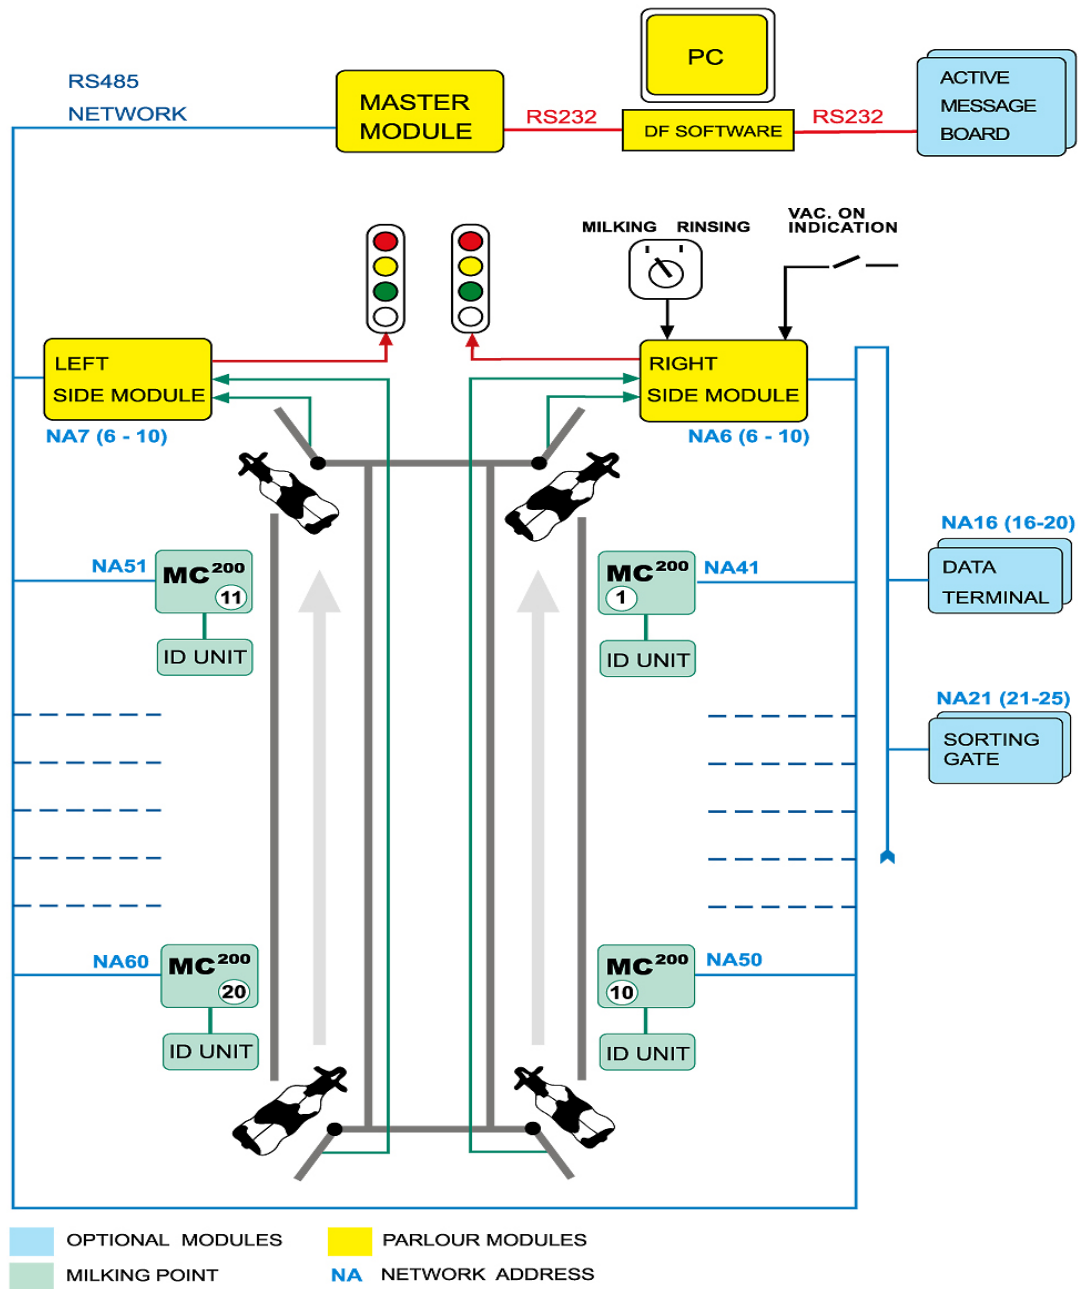 RS485
NETWORK
MASTER
MODULE
RS232
PC
DF SOFTWARE
RS232
ACTIVE
MESSAGE
BOARD
MILKING RINSING
VAC. ON
INDICATION
LEFT
SIDE MODULE
NA7 (6 - 10)
RIGHT
SIDE MODULE
NA6 (6 - 10)
NA51
MC200
11
ID UNIT
MC200
1
NA41
ID UNIT
NA16 (16-20)
DATA
TERMINAL
NA21 (21-25)
SORTING
GATE
NA60
MC200
20
ID UNIT
MC200
10
NA50
ID UNIT
OPTIONAL MODULES
PARLOUR MODULES
MILKING POINT
NA NETWORK ADDRESS